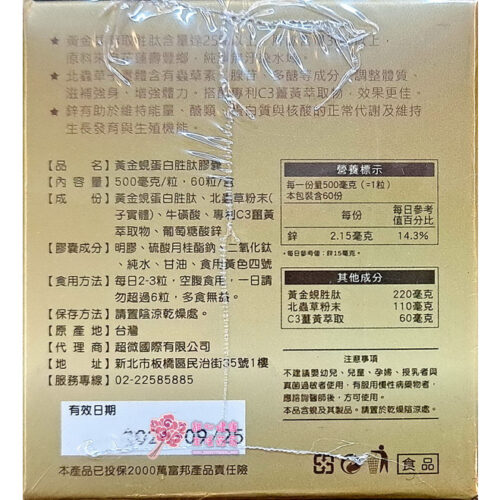 ★ 北蟲草子實體含有蟲草素、腺苷、多醣等成分,調整體質、
滋補強身、增強體力。搭配專利C3薑黃萃取物,效果更佳。
★ 鋅有助於維持能量、醣類、蛋白質與核酸的正常代謝及維持
生長發育與生殖機能。
【品 名】黃金蜆蛋白胜肽膠囊
【內 容 量】500毫克/粒,60粒/盒
【成 份】黃金蜆蛋白胜肽、北蟲草粉末(
子實體)、牛磺酸、專利C3薑黃
萃取物、葡萄糖酸鋅
【膠囊成分】明膠、硫酸月桂酯鈉、二氧化鈦
、純水、甘油、食用黃色四號
【食用方法】每日2-3粒,空腹食用,一日請
勿超過6粒,多食無益。
【保存方法】請置陰涼乾燥處。
【原 產 地】台灣
【代 理 商】超微國際有限公司
【地 址】新北市板橋區民治街35號1樓
【服務專線】02-22585885
有效日期
09/25
本產品已投保2000萬富邦產品責任險
營養標示
每一份量500毫克(=1粒)
本包裝含60份
每份 每日參考值百分比
鋅 2.15毫克 14.3%
*每日參考值:鋅15毫克
其他成分
黃金蜆胜肽 220毫克
北蟲草粉末 110毫克
C3薑黃萃取 60毫克
注意事項
不建議嬰幼兒、兒童、孕婦、授乳者與
真菌過敏者使用,有服用慢性病藥物者
,應諮詢醫師後,方可使用。
本品含蜆及其製品。請置於乾燥陰涼處。
食品